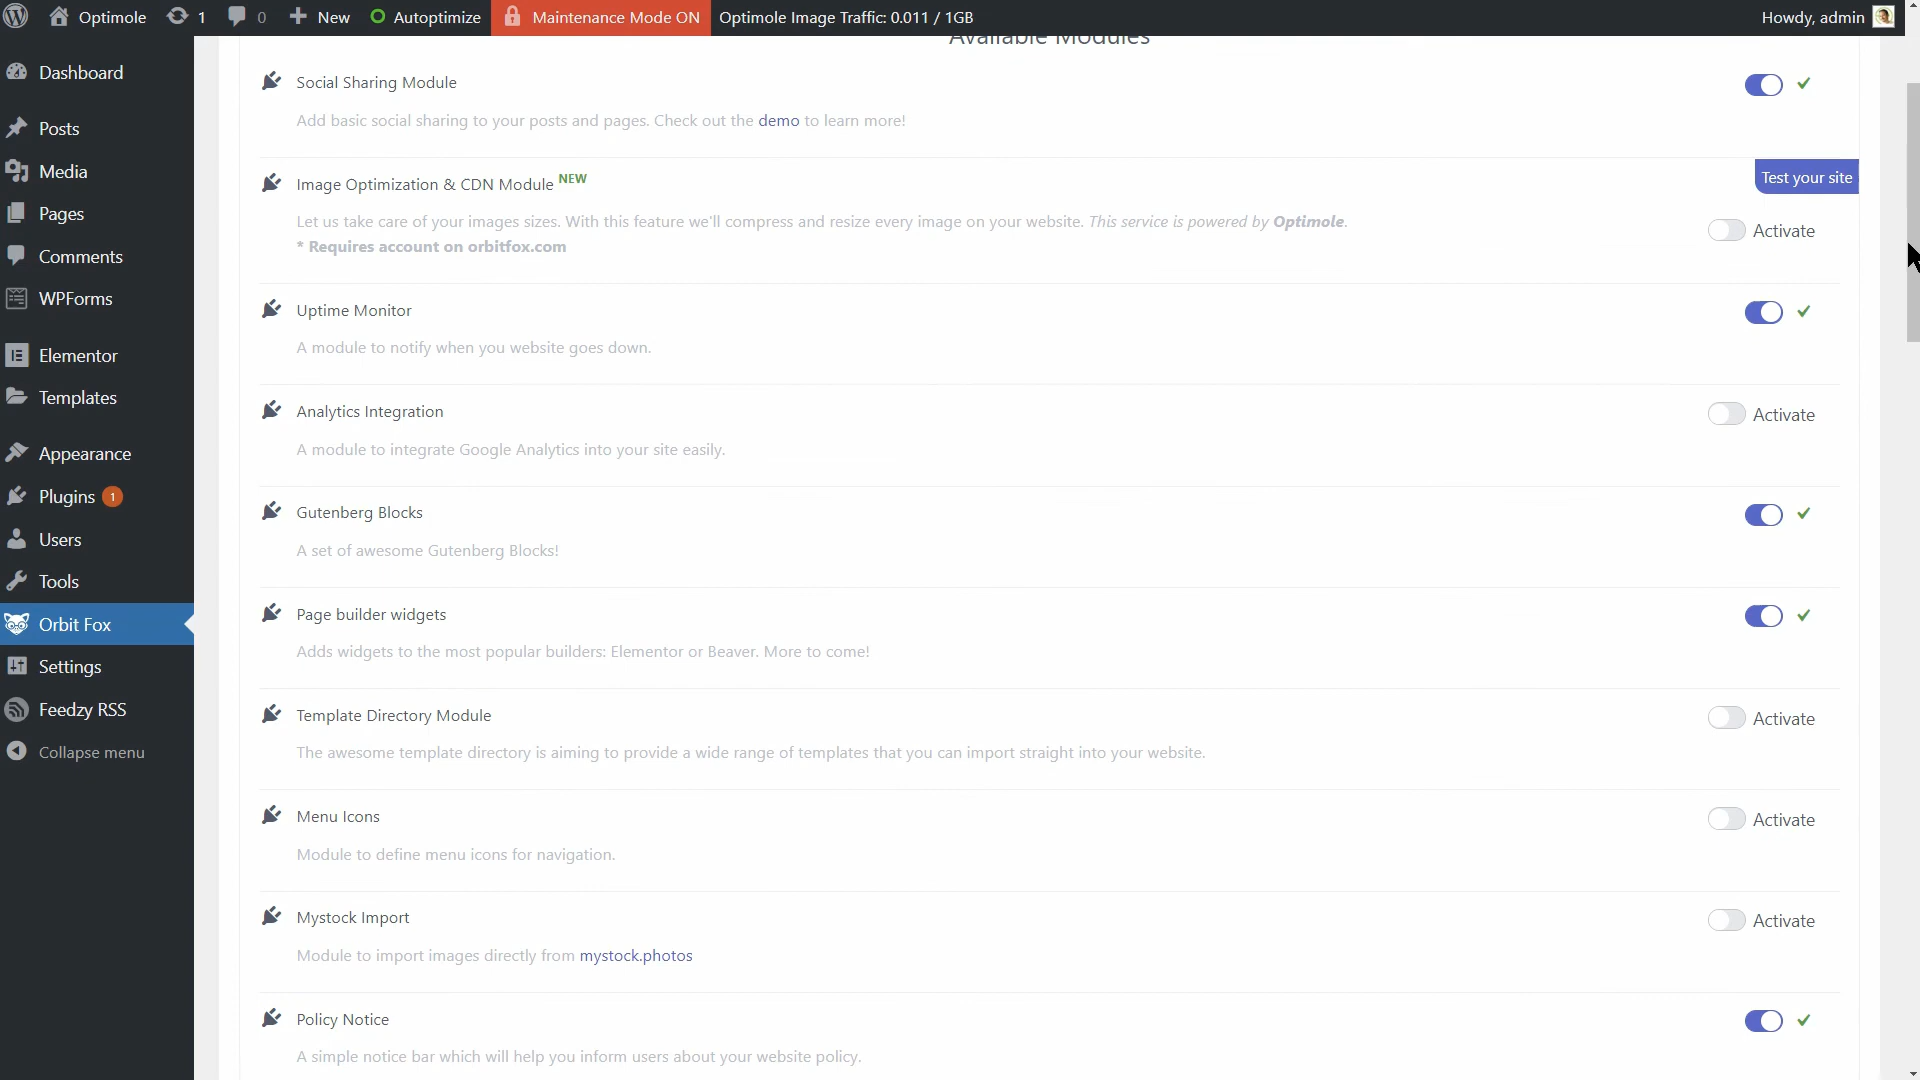 Optimole
1
0
New
Autoptimize
Maintenance Mode ON
Optimole Image Traffic: 0.011 / 1GB
Howdy, admin
Dashboard
Posts
Media
Pages
Comments
WPForms
Elementor
Templates
Appearance
Plugins 1
Users
Tools
Orbit Fox
Settings
Feedzy RSS
Collapse menu
Available Modules
Social Sharing Module
Add basic social sharing to your posts and pages. Check out the demo to learn more!
Image Optimization & CDN Module NEW
Test your site
Let us take care of your images sizes. With this feature we'll compress and resize every image on your website. This service is powered by Optimole.
Activate
* Requires account on orbitfox.com
Uptime Monitor
A module to notify when you website goes down.
Analytics Integration
Activate
A module to integrate Google Analytics into your site easily.
Gutenberg Blocks
A set of awesome Gutenberg Blocks!
Page builder widgets
Adds widgets to the most popular builders: Elementor or Beaver. More to come!
Template Directory Module
Activate
The awesome template directory is aiming to provide a wide range of templates that you can import straight into your website.
Menu Icons
Activate
Module to define menu icons for navigation.
Mystock Import
Activate
Module to import images directly from mystock.photos
Policy Notice
A simple notice bar which will help you inform users about your website policy.